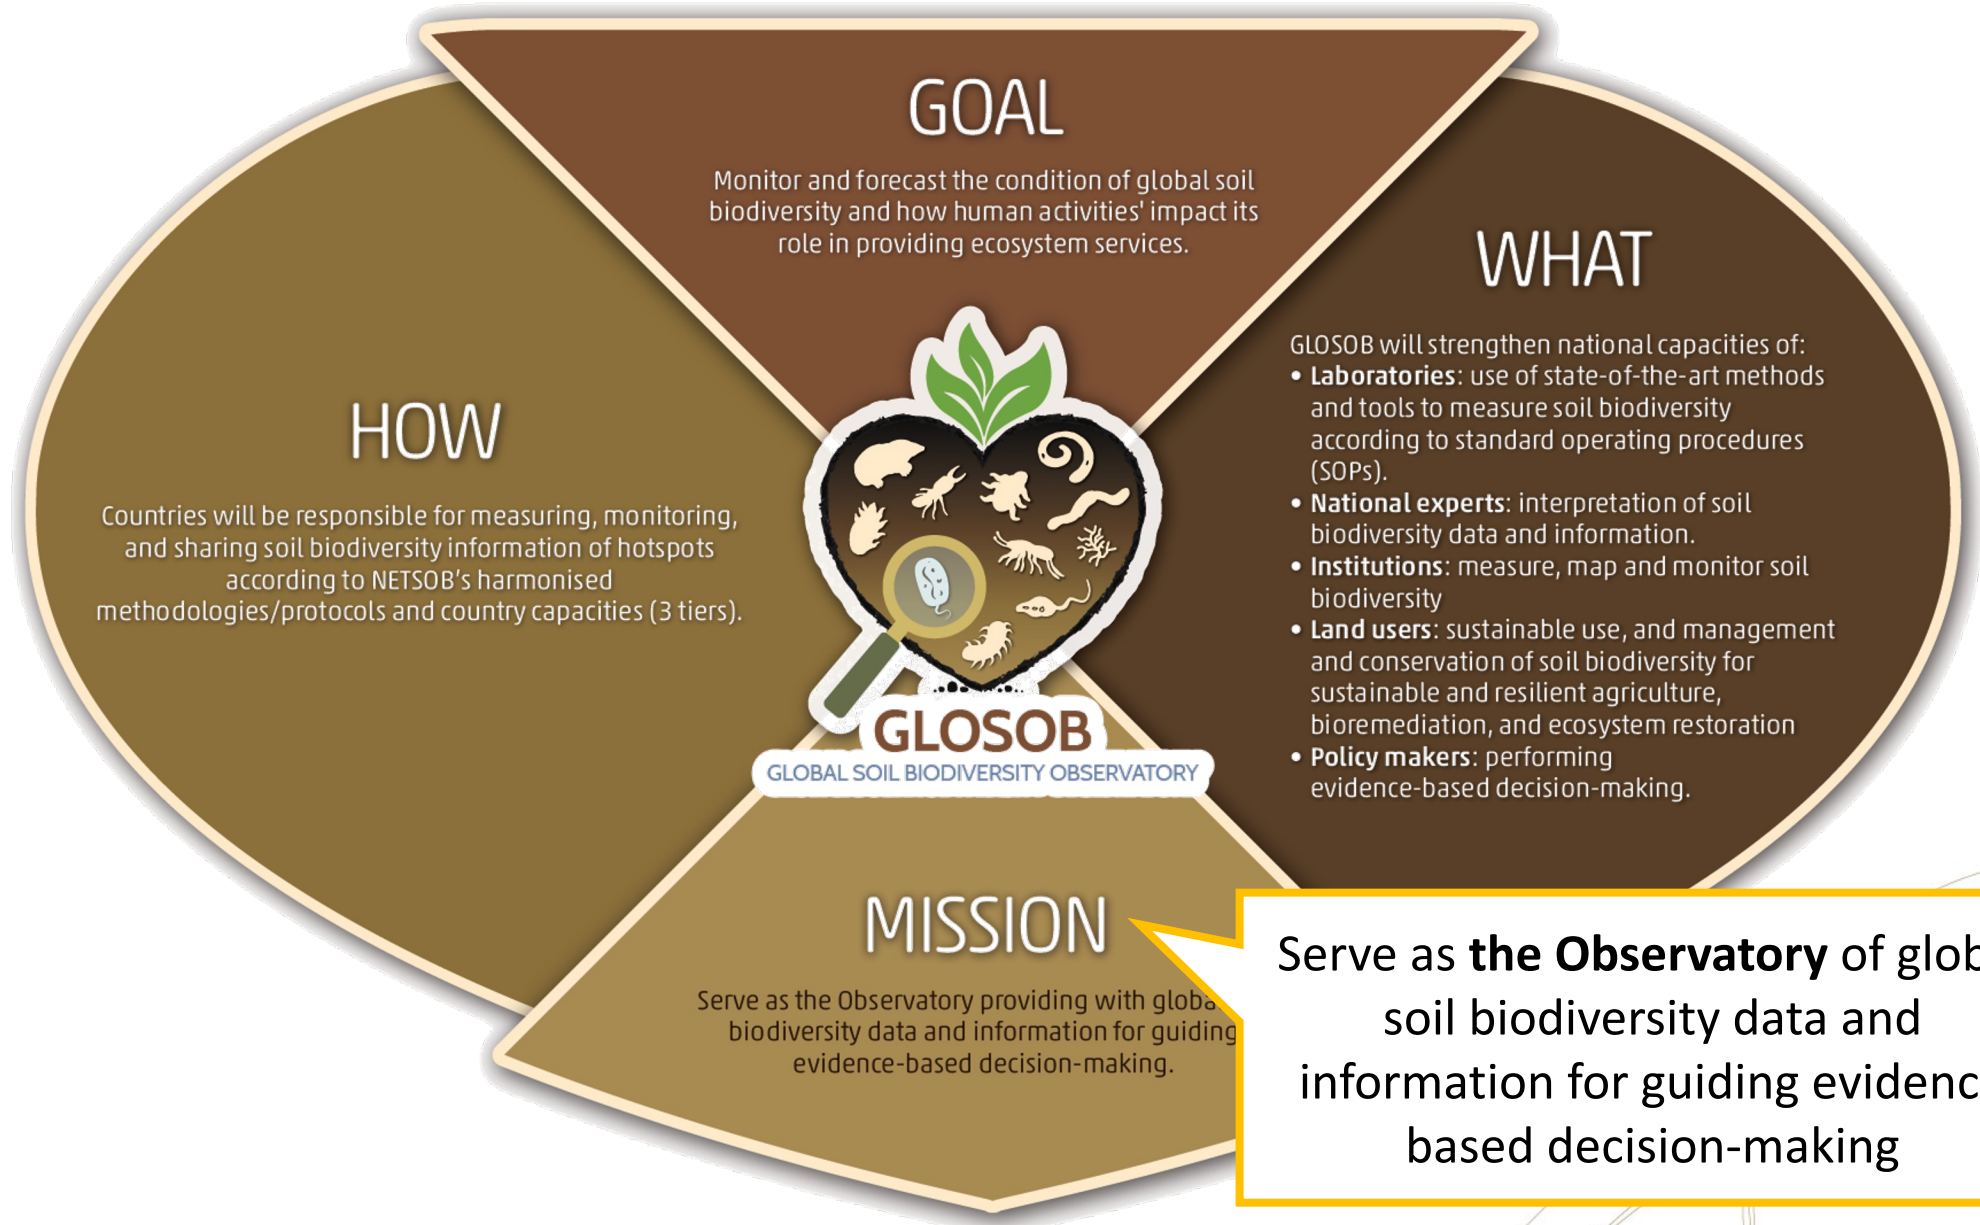 GOAL
Monitor and forecast the condition of global soil
biodiversity and how human activities' impact its
role in providing ecosystem services.
HOW
Countries will be responsible for measuring, monitoring,
and sharing soil biodiversity information of hotspots
according to NETSOB's harmonised
methodologies/protocols and country capacities (3 tiers).
WHAT
GLOSOB will strengthen national capacities of:
• Laboratories: use of state-of-the-art methods
and tools to measure soil biodiversity
according to standard operating procedures
(SOPs).
• National experts: interpretation of soil
biodiversity data and information.
• Institutions: measure, map and monitor soil
biodiversity
• Land users: sustainable use, and management
and conservation of soil biodiversity for
sustainable and resilient agriculture,
bioremediation, and ecosystem restoration
• Policy makers: performing
evidence-based decision-making.
GLOSOB
GLOBAL SOIL BIODIVERSITY OBSERVATORY
MISSION
Serve as the Observatory providing with globa
biodiversity data and information for guiding
evidence-based decision-making.
Serve as the Observatory of glob
soil biodiversity data and
information for guiding evidenc
based decision-making